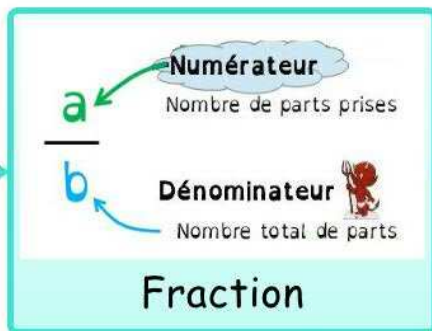 a
Numérateur
Nombre de parts prises
b
Dénominateur
Nombre total de parts
Fraction